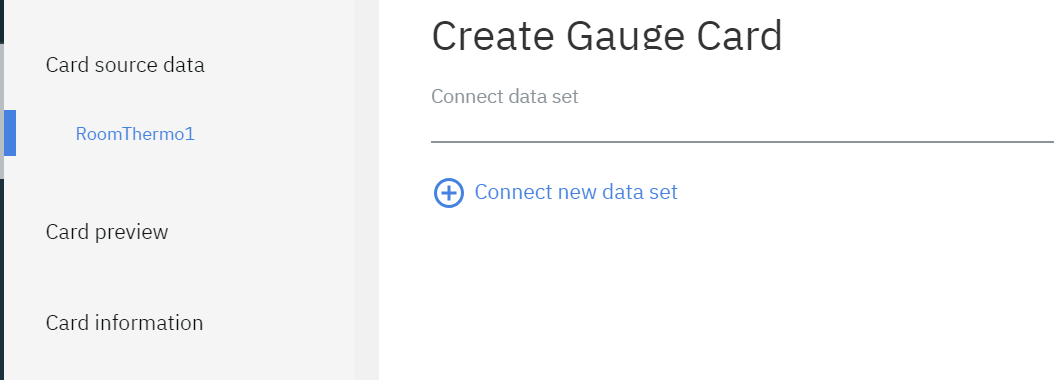 Card source data
RoomThermo1
Card preview
Card information
Create Gauge Card
Connect data set
Connect new data set